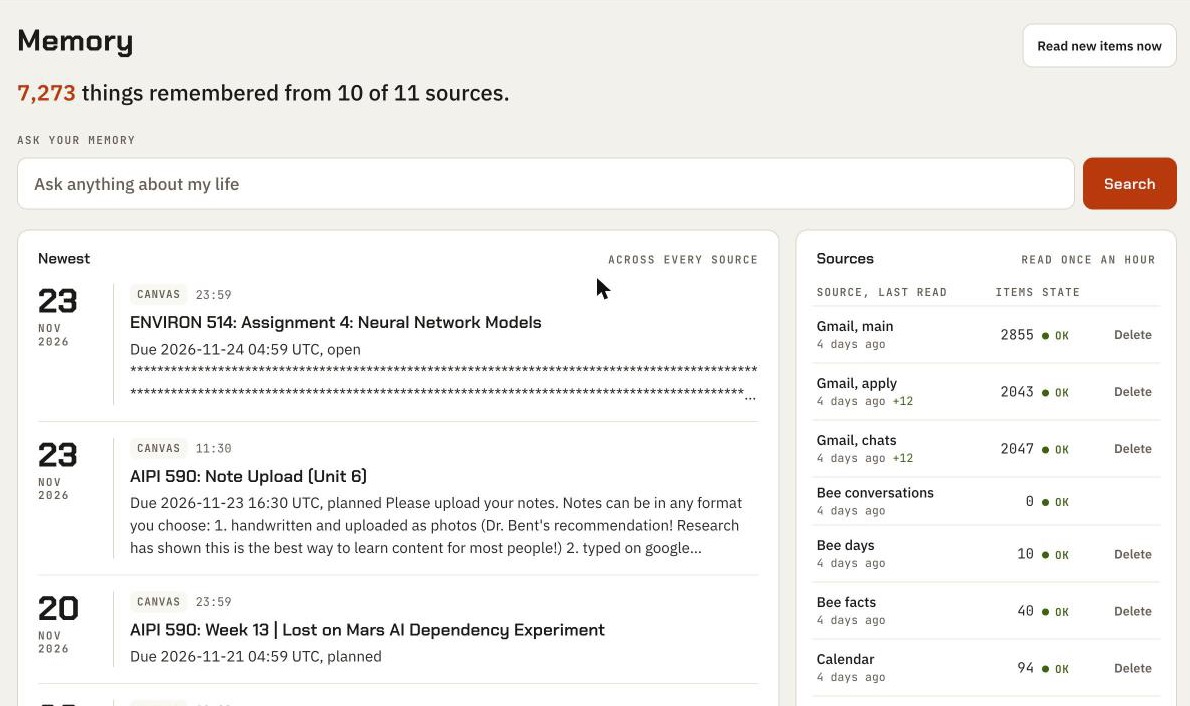 Memory
Read new items now
7,273 things remembered from 10 of 11 sources.
ASK YOUR MEMORY
Ask anything about my life
Search
Newest
ACROSS EVERY SOURCE
23
NOV
2026
CANVAS 23:59
ENVIRON 514: Assignment 4: Neural Network Models
Due 2026-11-24 04:59 UTC, open
*********************************************************************************************
*******************************************************************************************...
23
NOV
2026
CANVAS 11:30
AIPI 590: Note Upload (Unit 6)
Due 2026-11-23 16:30 UTC, planned Please upload your notes. Notes can be in any format
you choose: 1. handwritten and uploaded as photos (Dr. Bent's recommendation! Research
has shown this is the best way to learn content for most people!) 2. typed on google...
20
NOV
2026
CANVAS 23:59
AIPI 590: Week 13 | Lost on Mars AI Dependency Experiment
Due 2026-11-21 04:59 UTC, planned
Sources
READ ONCE AN HOUR
SOURCE, LAST READ ITEMS STATE
Gmail, main
4 days ago
2855 OK Delete
Gmail, apply
4 days ago +12
2043 OK Delete
Gmail, chats
4 days ago +12
2047 OK Delete
Bee conversations
4 days ago
0 OK
Bee days
4 days ago
10 OK Delete
Bee facts
4 days ago
40 OK Delete
Calendar
4 days ago
94 OK Delete